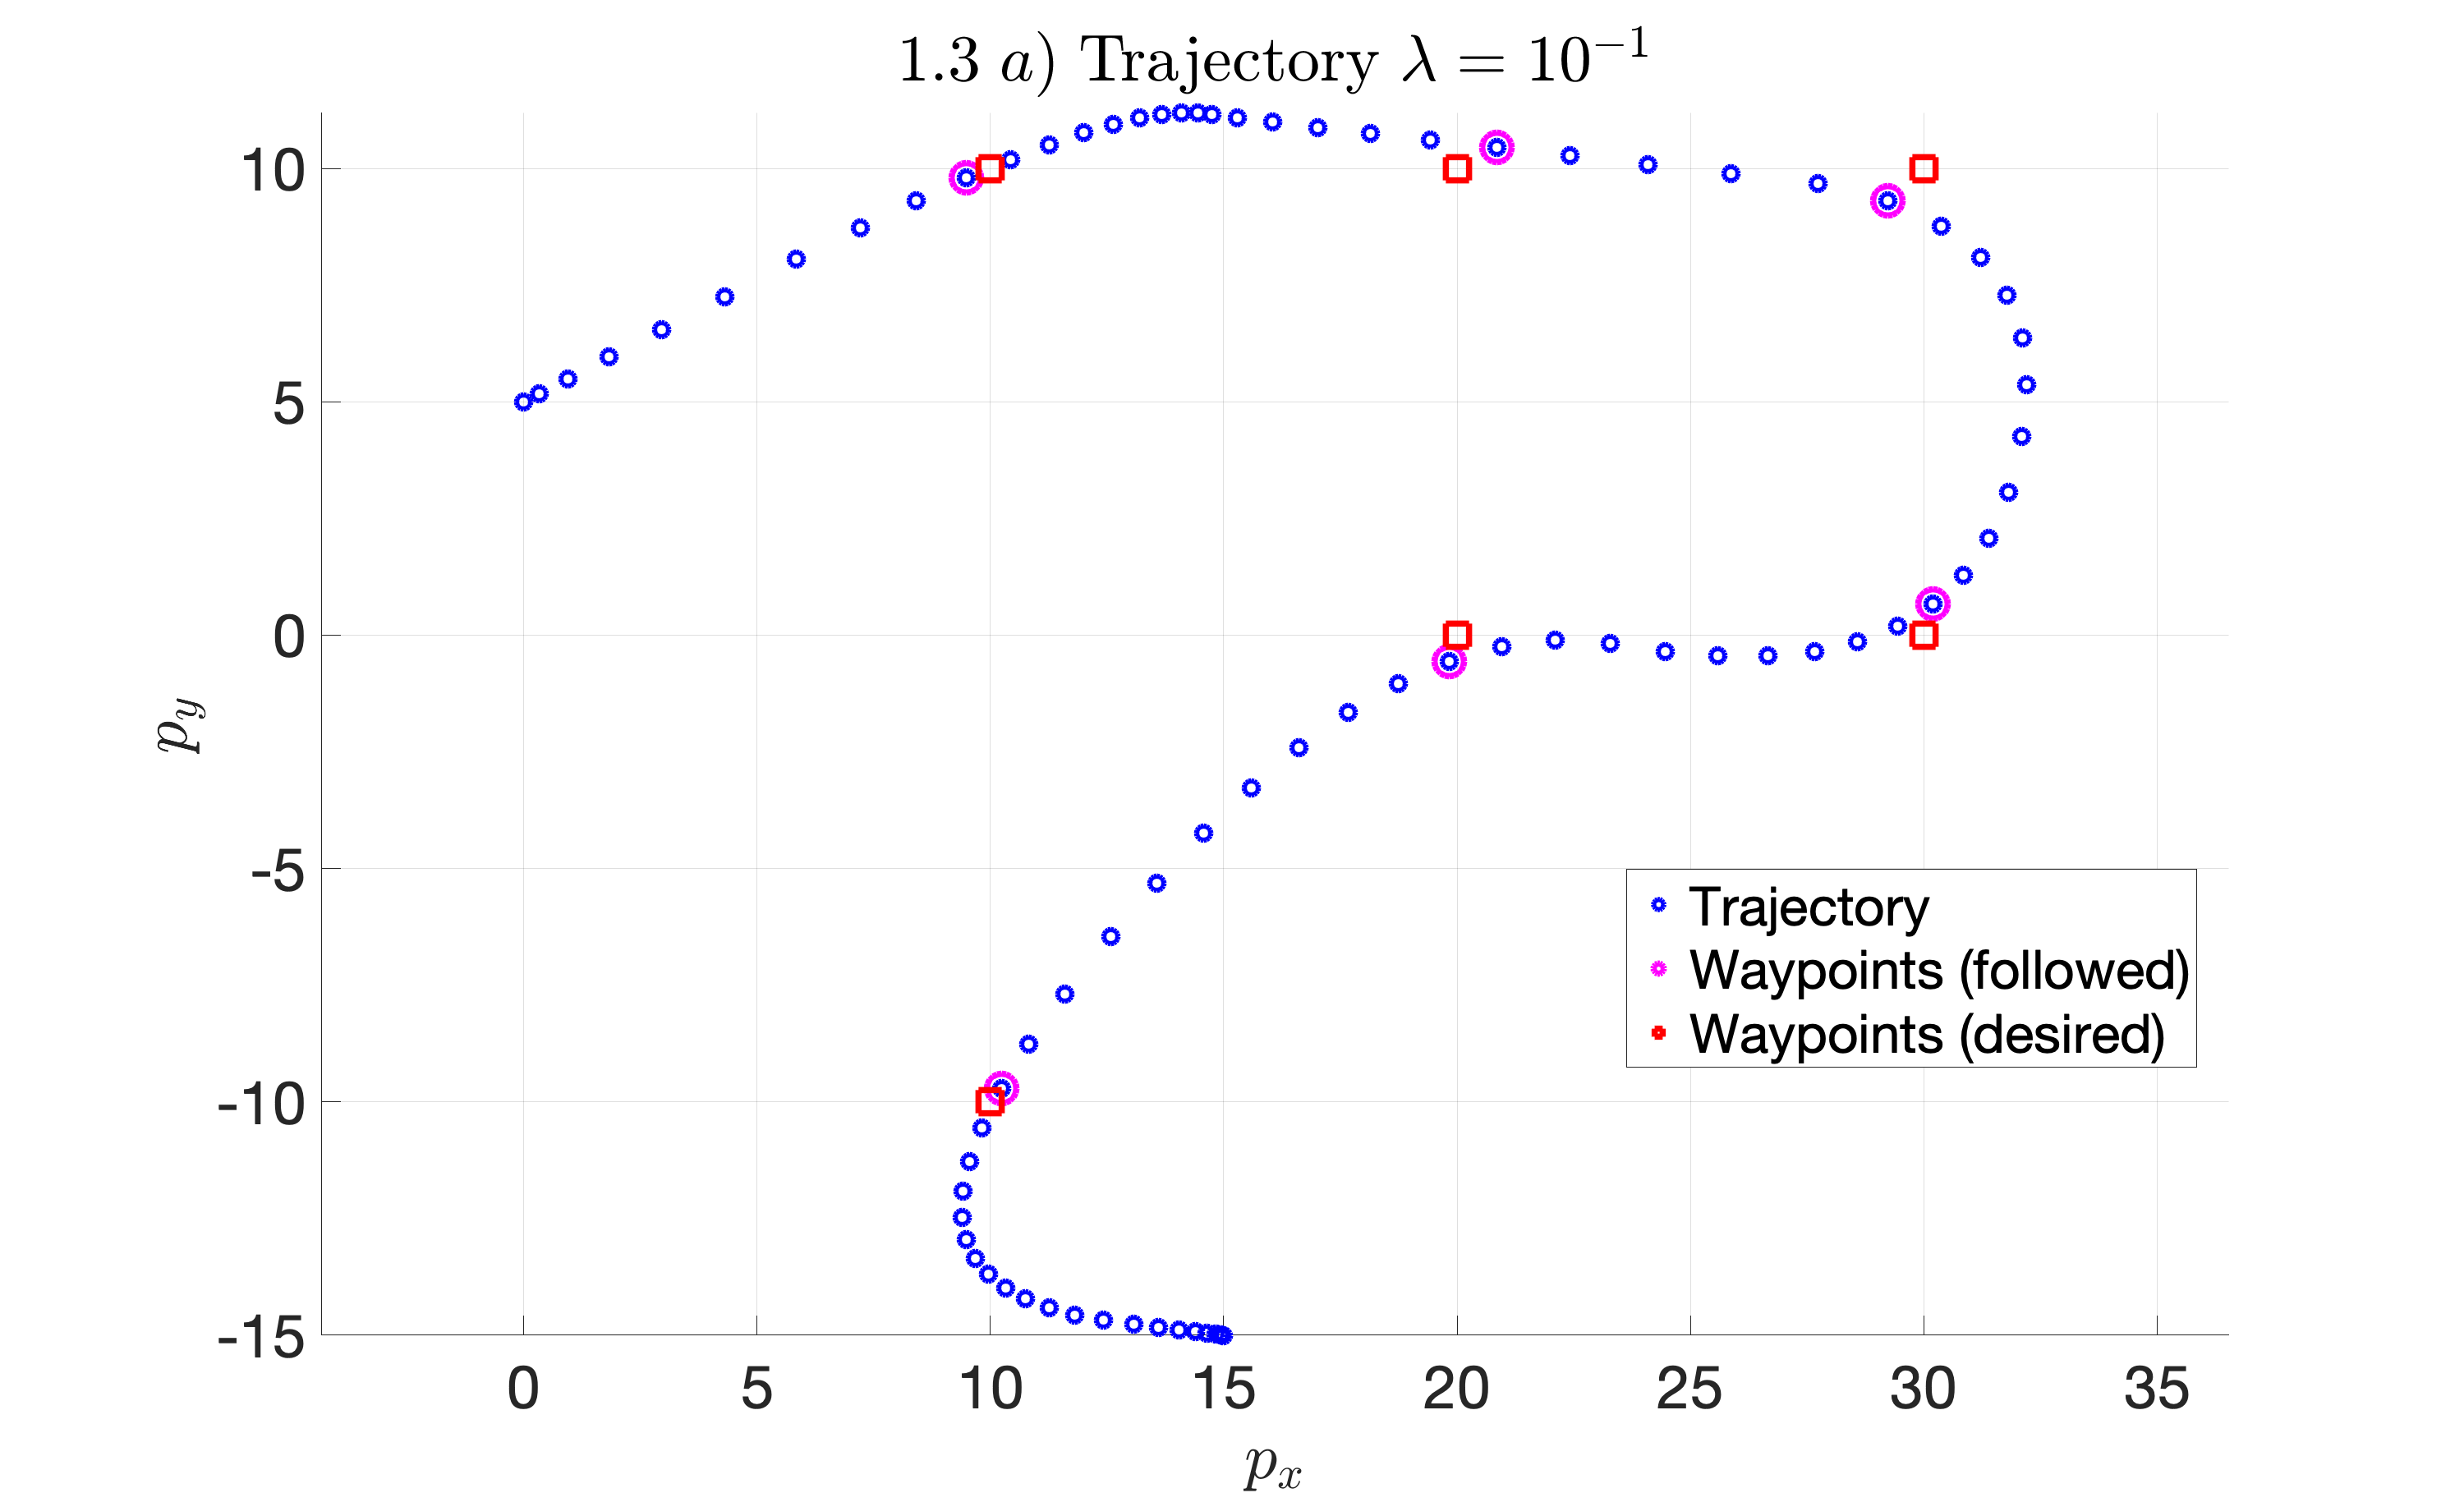 1.3 a) Trajectory λ = 10⁻¹
10
5
0
-5
-10
-15
p_y
Trajectory
Waypoints (followed)
Waypoints (desired)
0 5 10 15 20 25 30 35
p_x